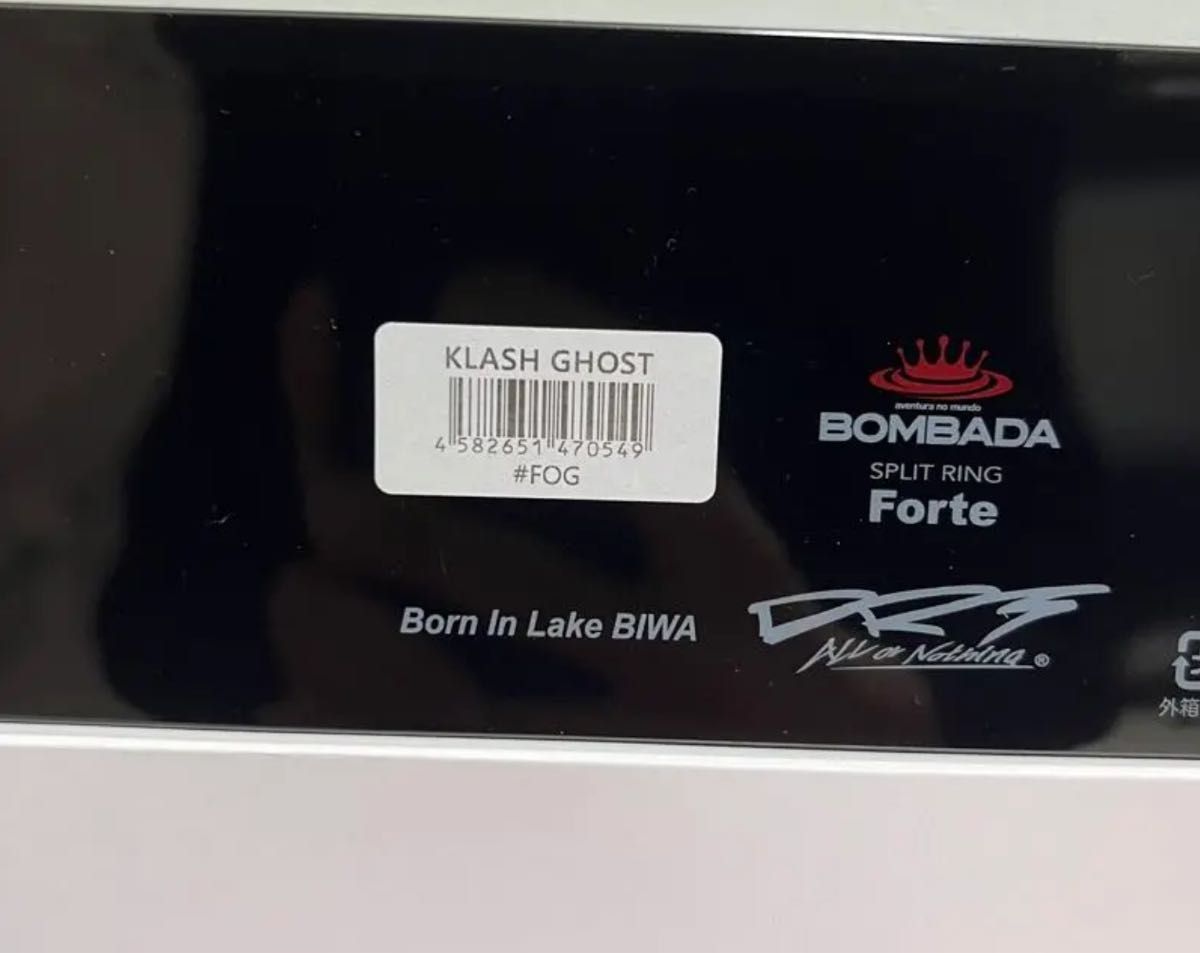 KLASH GHOST
4 582651 470549
#FOG
aventura no mundo
BOMBADA
SPLIT RING
Forte
Born In Lake BIWA
DRT
All or Nothing ®
外箱